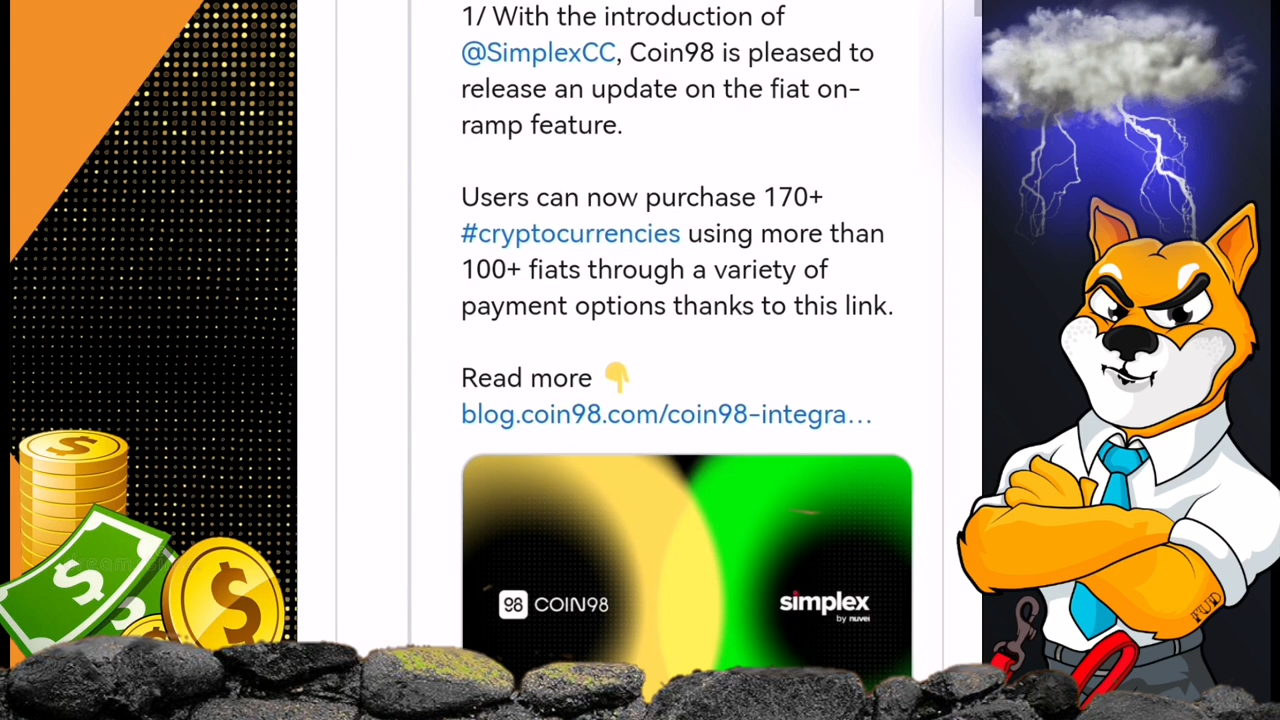 1/ With the introduction of
@SimplexCC, Coin98 is pleased to
release an update on the fiat on-
ramp feature.
Users can now purchase 170+
#cryptocurrencies using more than
100+ fiats through a variety of
payment options thanks to this link.
Read more 👇
blog.coin98.com/coin98-integra…
98 COIN98
simplex
by nuvei
FUD